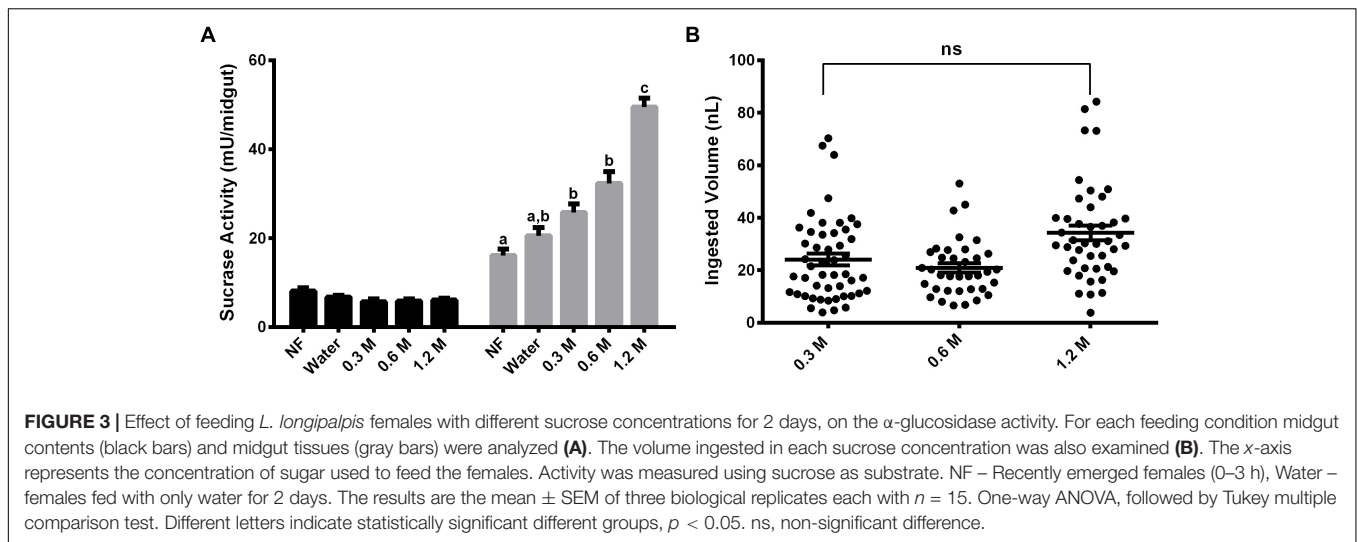 A
Sucrase Activity (mU/midgut)
60
40
20
0
a
a,b
b
b
c
NF
Water
0.3 M
0.6 M
1.2 M
NF
Water
0.3 M
0.6 M
1.2 M
B
ns
Ingested Volume (nL)
100
80
60
40
20
0
0.3 M
0.6 M
1.2 M
FIGURE 3 | Effect of feeding L. longipalpis females with different sucrose concentrations for 2 days, on the α-glucosidase activity. For each feeding condition midgut
contents (black bars) and midgut tissues (gray bars) were analyzed (A). The volume ingested in each sucrose concentration was also examined (B). The x-axis
represents the concentration of sugar used to feed the females. Activity was measured using sucrose as substrate. NF – Recently emerged females (0–3 h), Water –
females fed with only water for 2 days. The results are the mean ± SEM of three biological replicates each with n = 15. One-way ANOVA, followed by Tukey multiple
comparison test. Different letters indicate statistically significant different groups, p < 0.05. ns, non-significant difference.